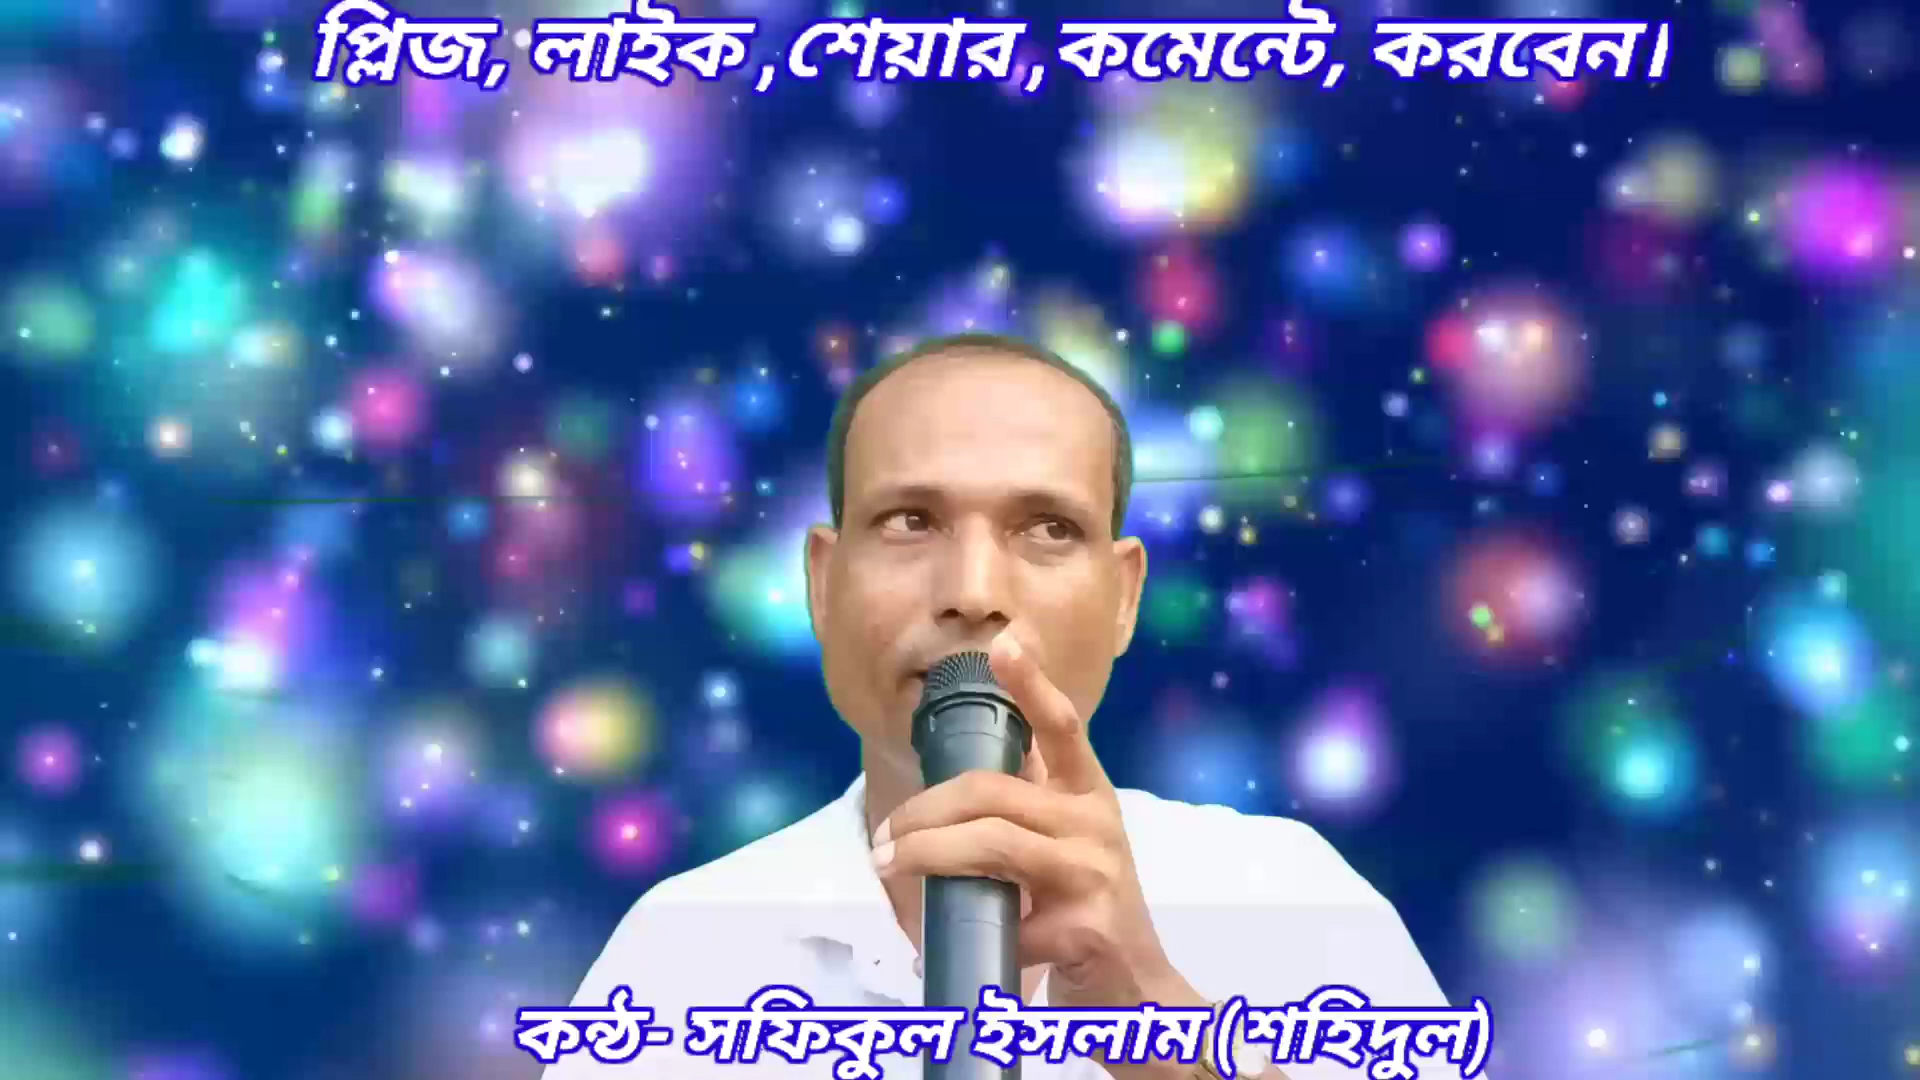 প্লিজ, লাইক ,শেয়ার ,কমেন্টে, করবেন।
কন্ঠ- সফিকুল ইসলাম (শহিদুল)